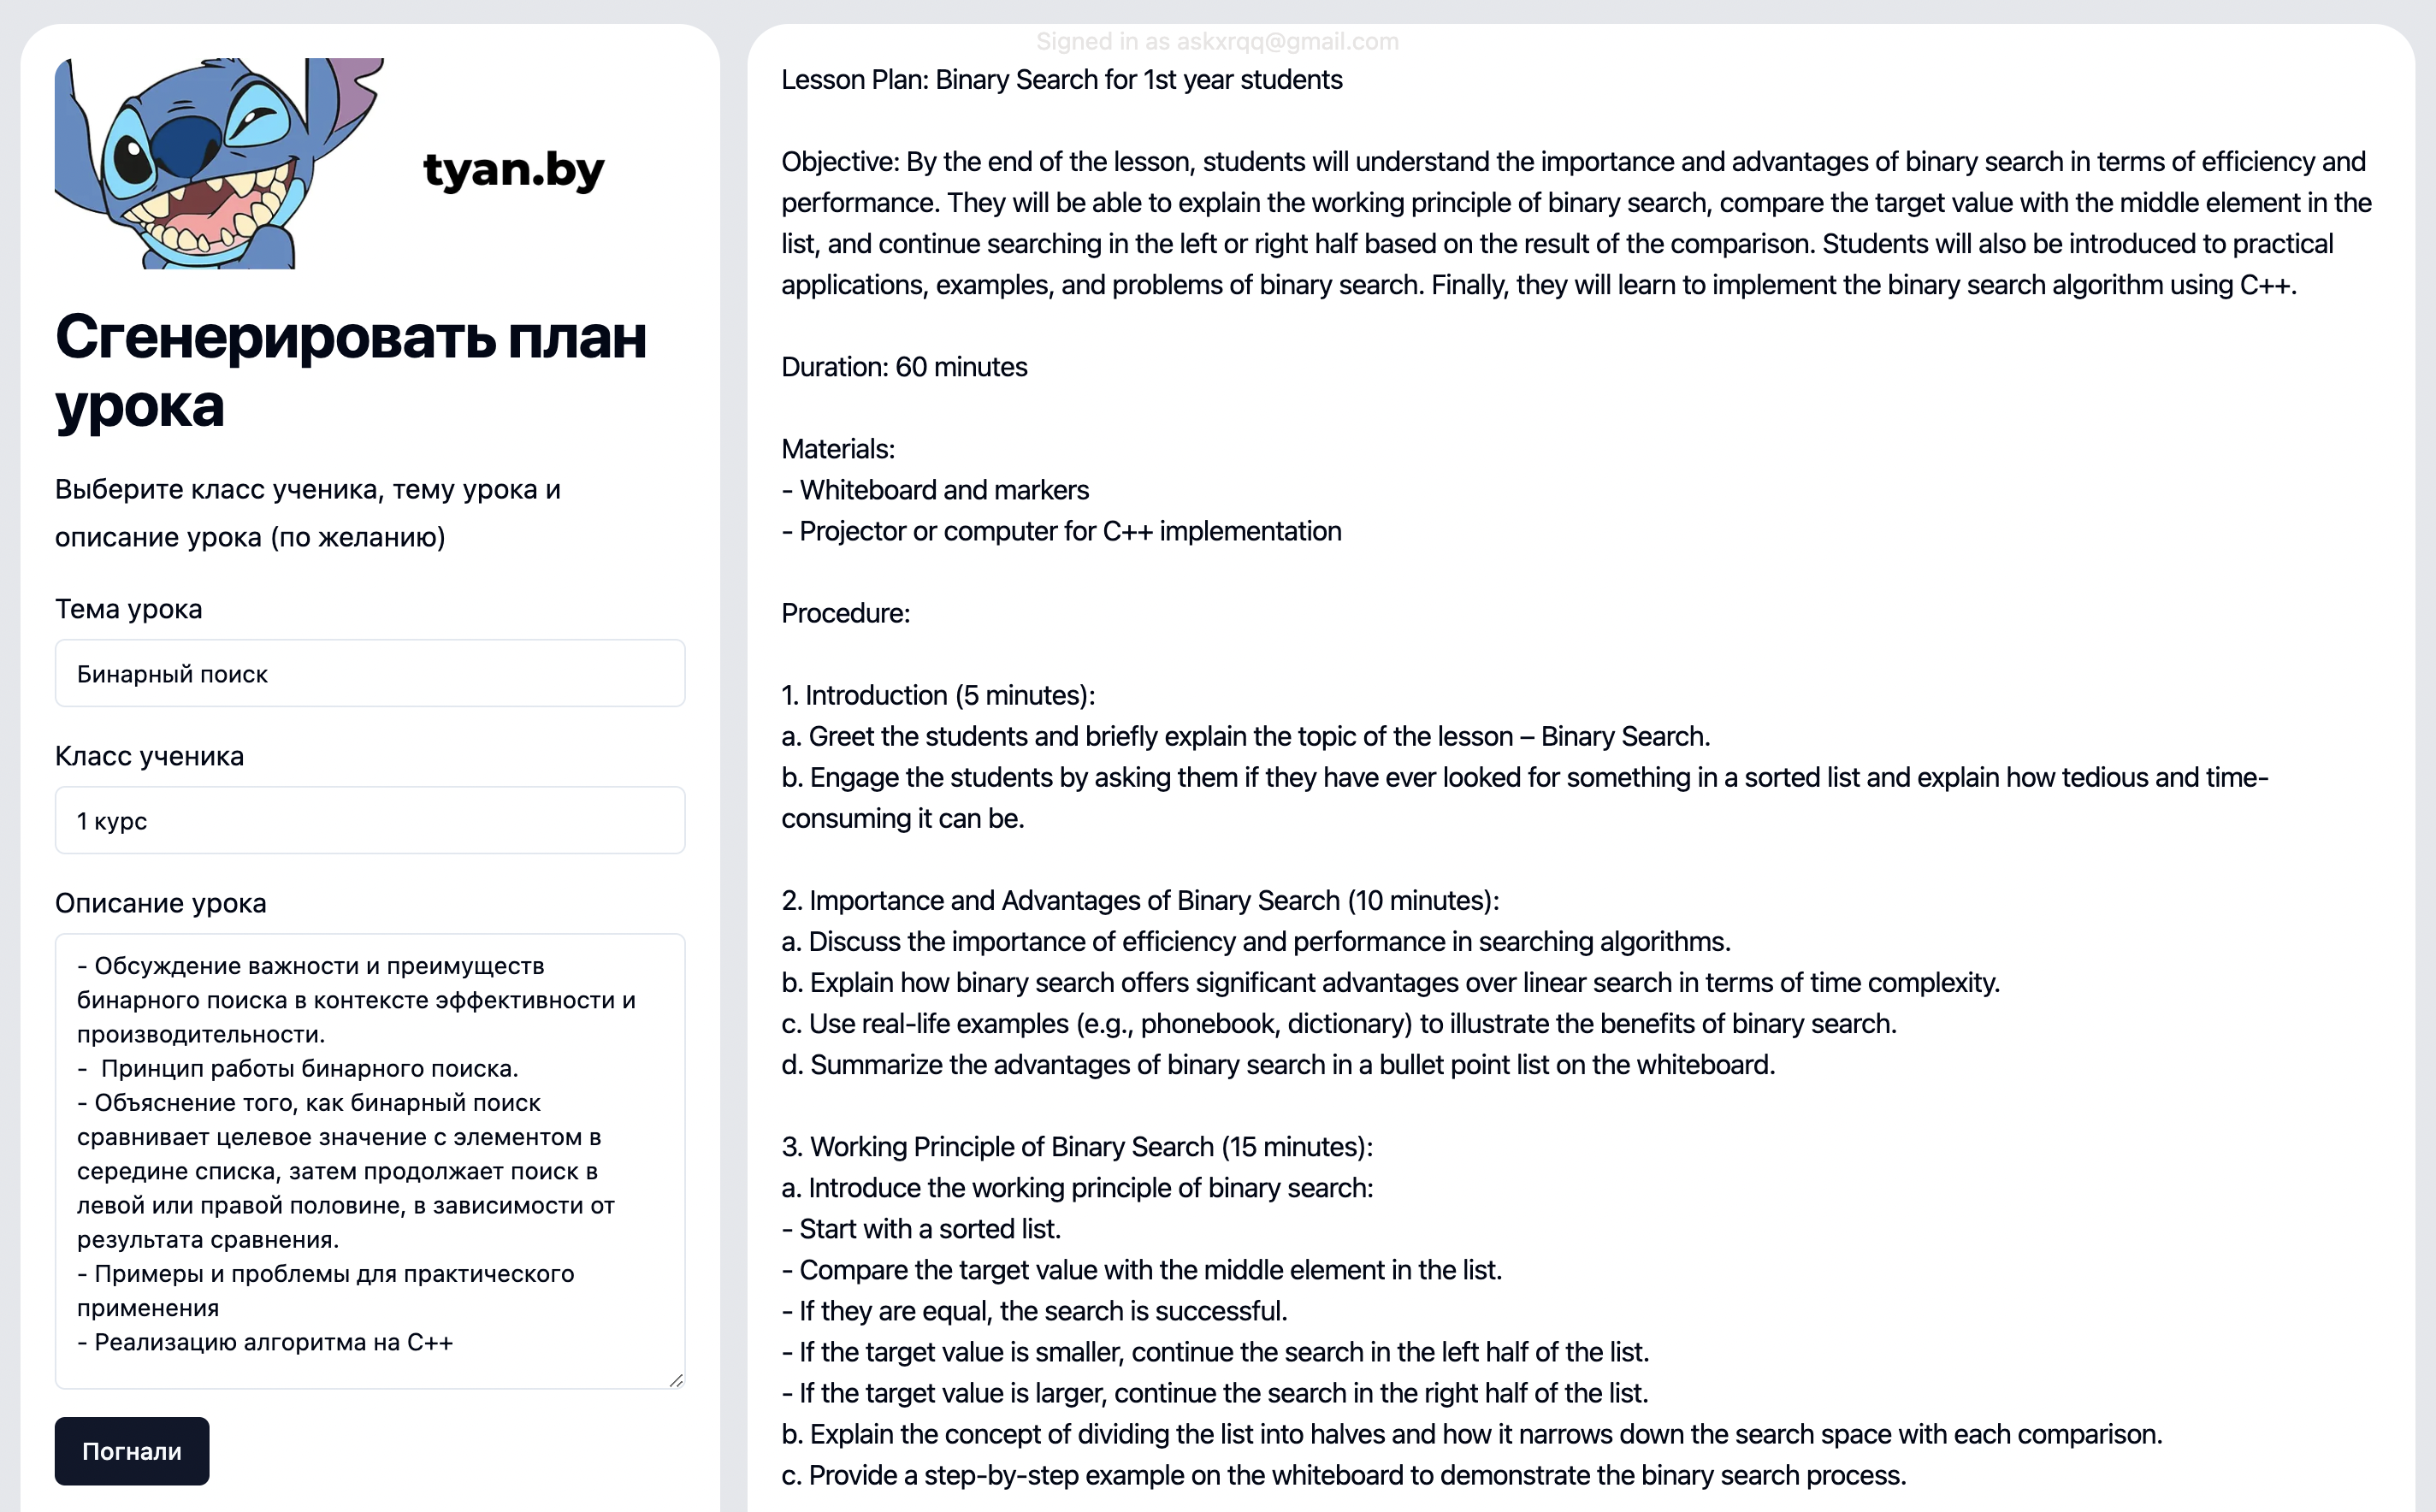 tyan.by
Сгенерировать план
урока
Выберите класс ученика, тему урока и
описание урока (по желанию)
Тема урока
Бинарный поиск
Класс ученика
1 курс
Описание урока
- Обсуждение важности и преимуществ
бинарного поиска в контексте эффективности и
производительности.
-  Принцип работы бинарного поиска.
- Объяснение того, как бинарный поиск
сравнивает целевое значение с элементом в
середине списка, затем продолжает поиск в
левой или правой половине, в зависимости от
результата сравнения.
- Примеры и проблемы для практического
применения
- Реализацию алгоритма на C++
Погнали
Signed in as askxrqq@gmail.com
Lesson Plan: Binary Search for 1st year students
Objective: By the end of the lesson, students will understand the importance and advantages of binary search in terms of efficiency and
performance. They will be able to explain the working principle of binary search, compare the target value with the middle element in the
list, and continue searching in the left or right half based on the result of the comparison. Students will also be introduced to practical
applications, examples, and problems of binary search. Finally, they will learn to implement the binary search algorithm using C++.
Duration: 60 minutes
Materials:
- Whiteboard and markers
- Projector or computer for C++ implementation
Procedure:
1. Introduction (5 minutes):
a. Greet the students and briefly explain the topic of the lesson – Binary Search.
b. Engage the students by asking them if they have ever looked for something in a sorted list and explain how tedious and time-
consuming it can be.
2. Importance and Advantages of Binary Search (10 minutes):
a. Discuss the importance of efficiency and performance in searching algorithms.
b. Explain how binary search offers significant advantages over linear search in terms of time complexity.
c. Use real-life examples (e.g., phonebook, dictionary) to illustrate the benefits of binary search.
d. Summarize the advantages of binary search in a bullet point list on the whiteboard.
3. Working Principle of Binary Search (15 minutes):
a. Introduce the working principle of binary search:
- Start with a sorted list.
- Compare the target value with the middle element in the list.
- If they are equal, the search is successful.
- If the target value is smaller, continue the search in the left half of the list.
- If the target value is larger, continue the search in the right half of the list.
b. Explain the concept of dividing the list into halves and how it narrows down the search space with each comparison.
c. Provide a step-by-step example on the whiteboard to demonstrate the binary search process.